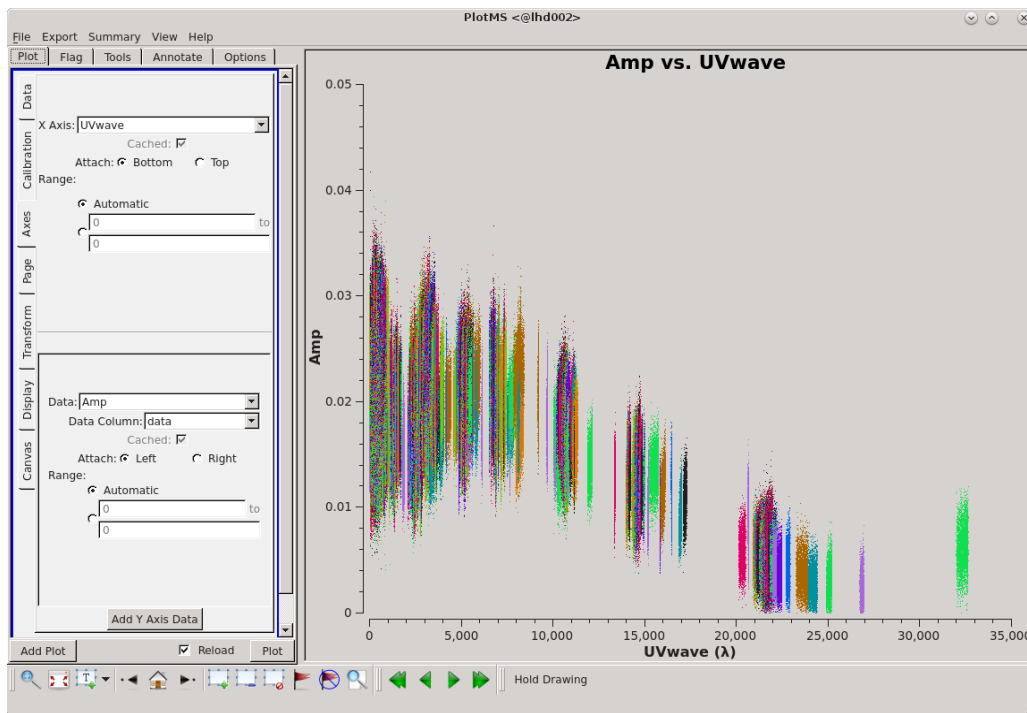 PlotMS <@lhd002>
File Export Summary View Help
Plot Flag Tools Annotate Options
Data
Calibration
Axes
Page
Transform
Display
Canvas
X Axis: UVwave
Cached:
Attach: Bottom Top
Range:
Automatic
0 to
0
Data: Amp
Data Column: data
Cached:
Attach: Left Right
Range:
Automatic
0 to
0
Add Y Axis Data
Add Plot Reload Plot
Hold Drawing
Amp vs. UVwave
Amp
0.05
0.04
0.03
0.02
0.01
0
0 5,000 10,000 15,000 20,000 25,000 30,000 35,000
UVwave (λ)